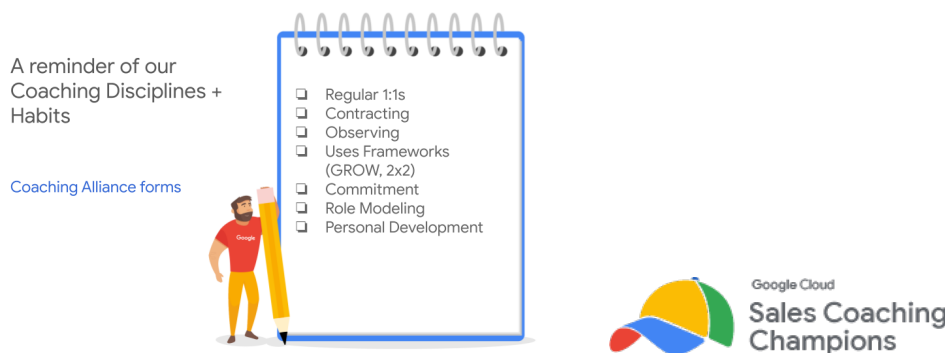 A reminder of our
Coaching Disciplines +
Habits
Coaching Alliance forms
❏ Regular 1:1s
❏ Contracting
❏ Observing
❏ Uses Frameworks
(GROW, 2x2)
❏ Commitment
❏ Role Modeling
❏ Personal Development
Google
Google Cloud
Sales Coaching
Champions